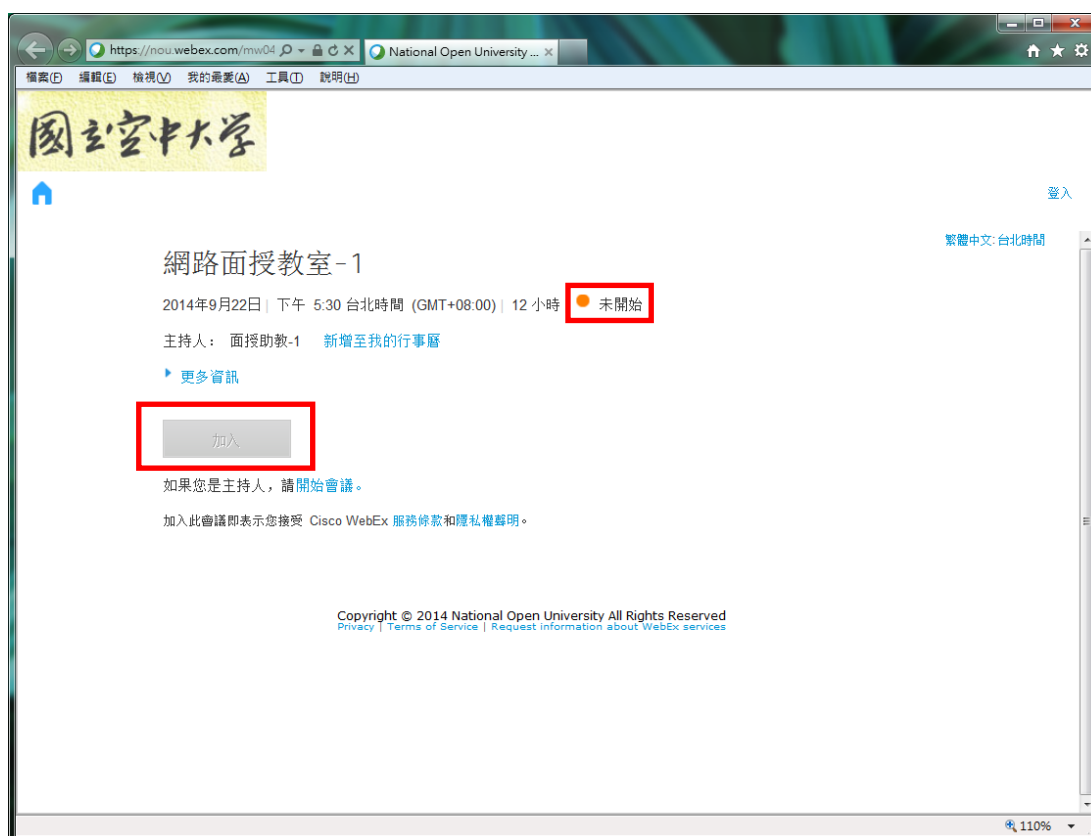 https://nou.webex.com/mw04
National Open University ...
檔案(F) 編輯(E) 檢視(V) 我的最愛(A) 工具(T) 說明(H)
國立空中大学
登入
繁體中文: 台北時間
網路面授教室-1
2014年9月22日 | 下午 5:30 台北時間 (GMT+08:00) | 12 小時 未開始
主持人： 面授助教-1 新增至我的行事曆
更多資訊
加入
如果您是主持人，請開始會議。
加入此會議即表示您接受 Cisco WebEx 服務條款和隱私權聲明。
Copyright © 2014 National Open University All Rights Reserved
Privacy | Terms of Service | Request information about WebEx services
110%